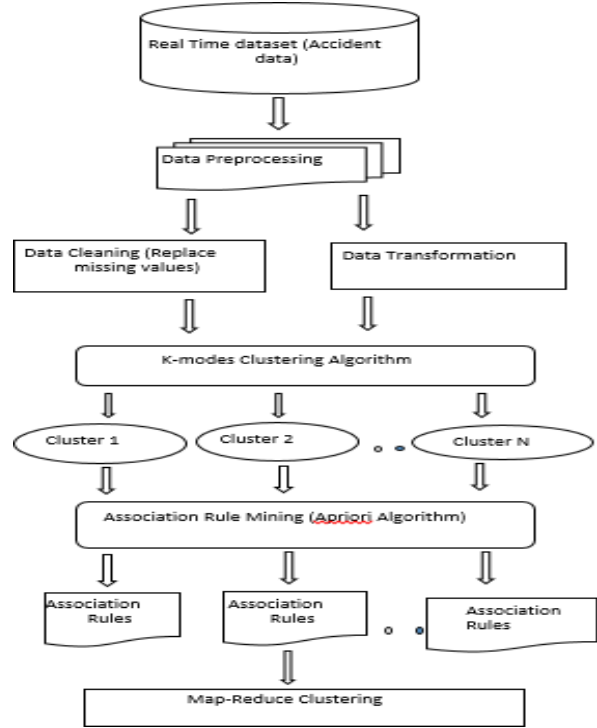 Real Time dataset (Accident
data)
Data Preprocessing
Data Cleaning (Replace
missing values)
Data Transformation
K-modes Clustering Algorithm
Cluster 1
Cluster 2
Cluster N
Association Rule Mining (Apriori Algorithm)
Association
Rules
Association
Rules
Association
Rules
Map-Reduce Clustering